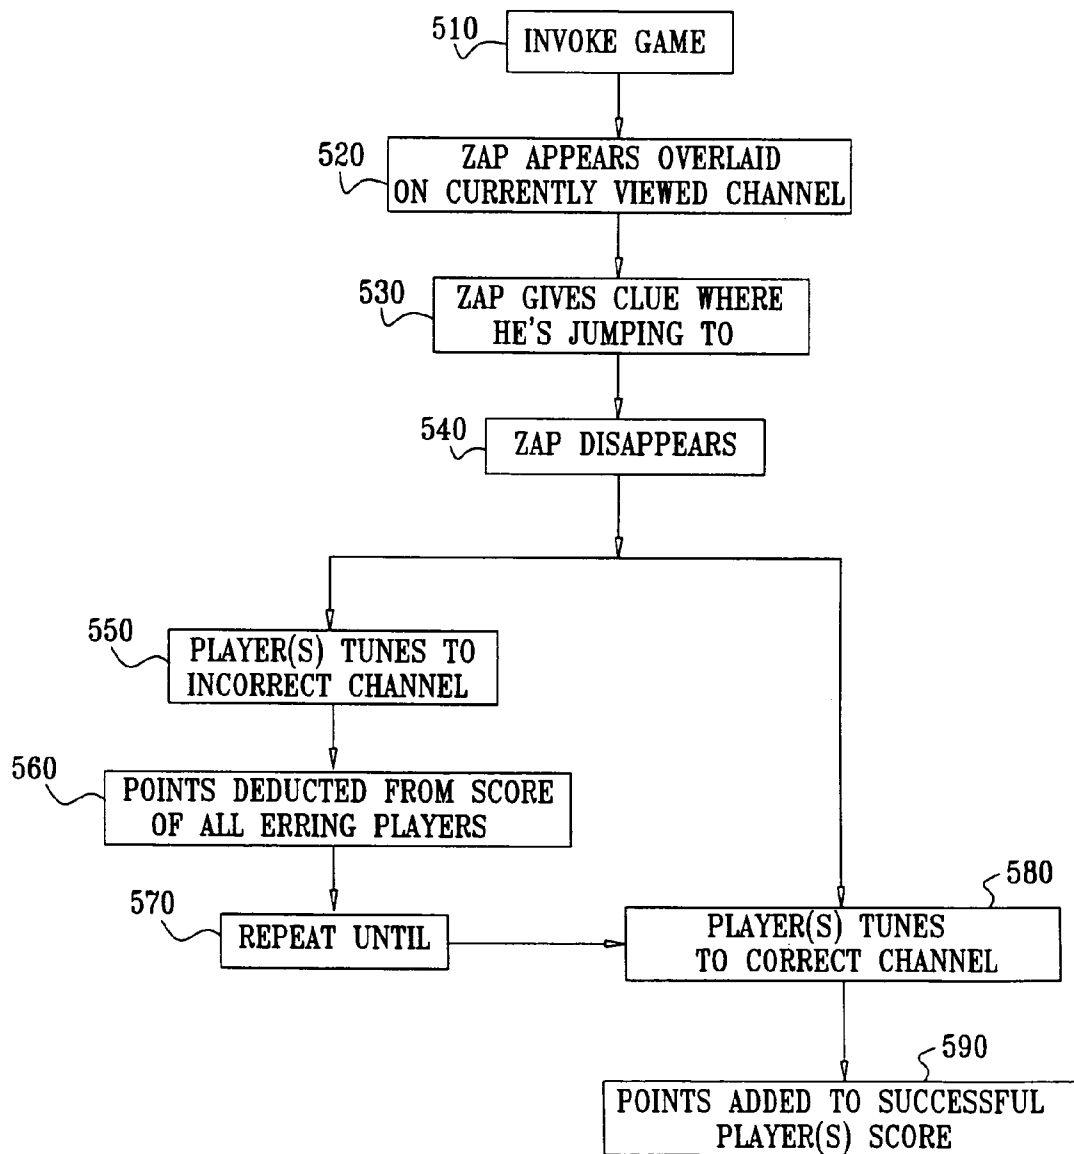 510
INVOKE GAME
520
ZAP APPEARS OVERLAID
ON CURRENTLY VIEWED CHANNEL
530
ZAP GIVES CLUE WHERE
HE'S JUMPING TO
540
ZAP DISAPPEARS
550
PLAYER(S) TUNES TO
INCORRECT CHANNEL
560
POINTS DEDUCTED FROM SCORE
OF ALL ERRING PLAYERS
570
REPEAT UNTIL
580
PLAYER(S) TUNES
TO CORRECT CHANNEL
590
POINTS ADDED TO SUCCESSFUL
PLAYER(S) SCORE